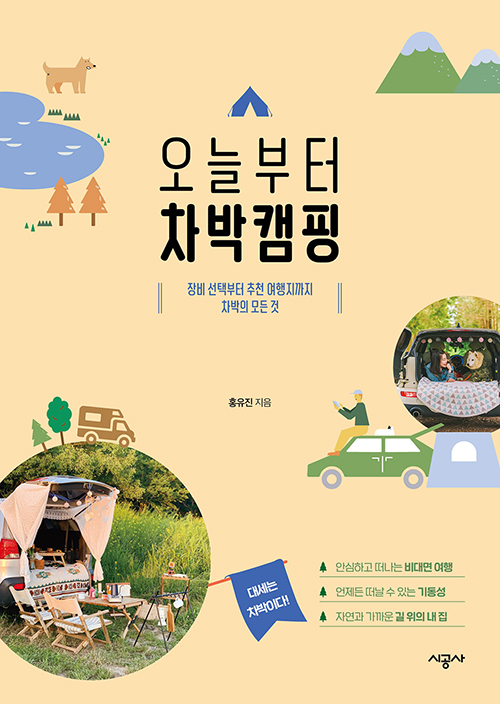 오늘부터
차박캠핑
장비 선택부터 추천 여행지까지
차박의 모든 것
홍유진 지음
대세는
차박이다!
안심하고 떠나는 비대면 여행
언제든 떠날 수 있는 기동성
자연과 가까운 길 위의 내 집
시공사